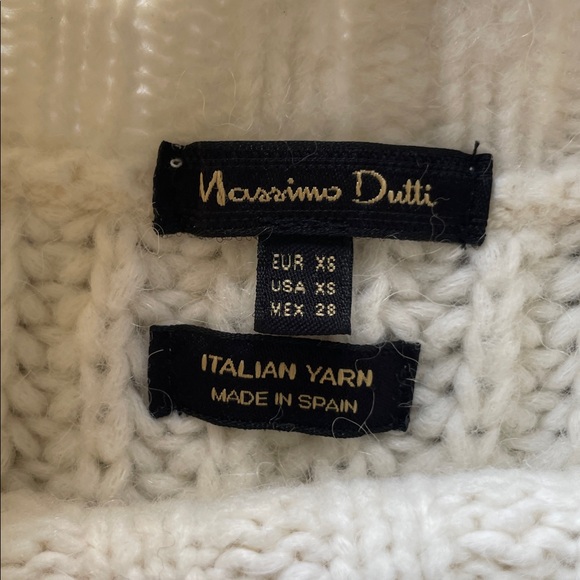 Massimo Dutti
EUR XS
USA XS
MEX 28
ITALIAN YARN
MADE IN SPAIN